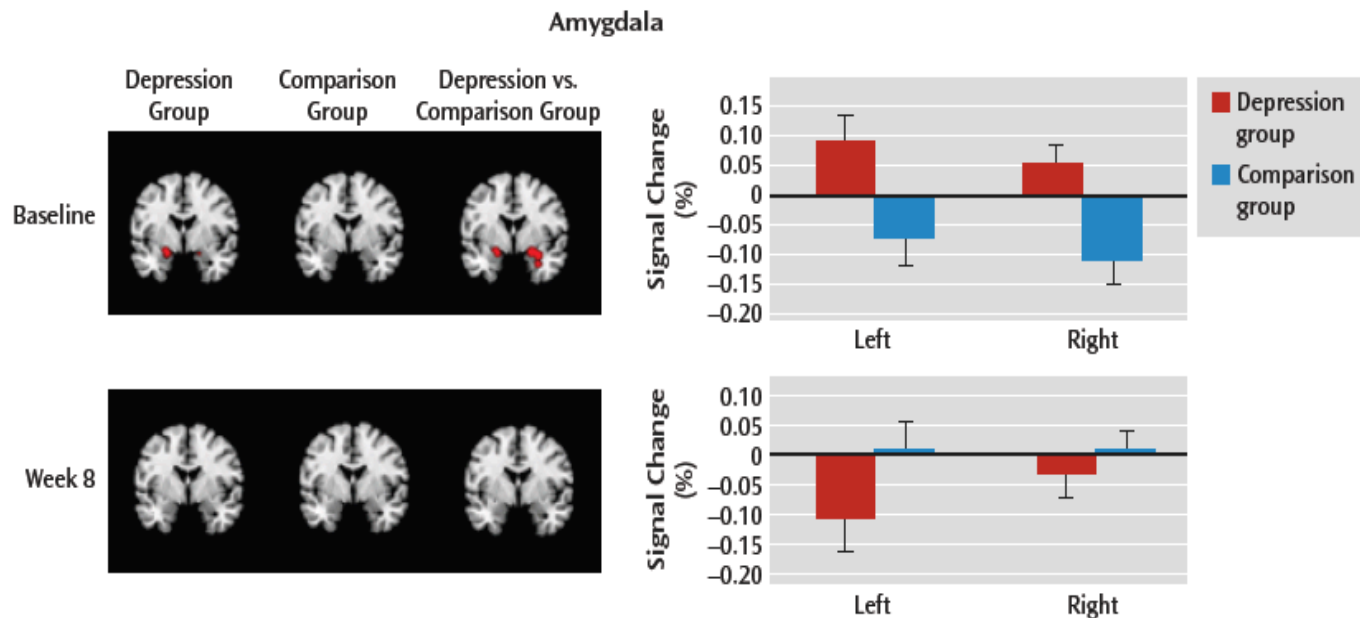 Amygdala
Depression
Group
Comparison
Group
Depression vs.
Comparison Group
Baseline
Signal Change
(%)
0.15
0.10
0.05
0
–0.05
–0.10
–0.15
–0.20
Left
Right
Depression
group
Comparison
group
Week 8
Signal Change
(%)
0.10
0.05
0
–0.05
–0.10
–0.15
–0.20
Left
Right